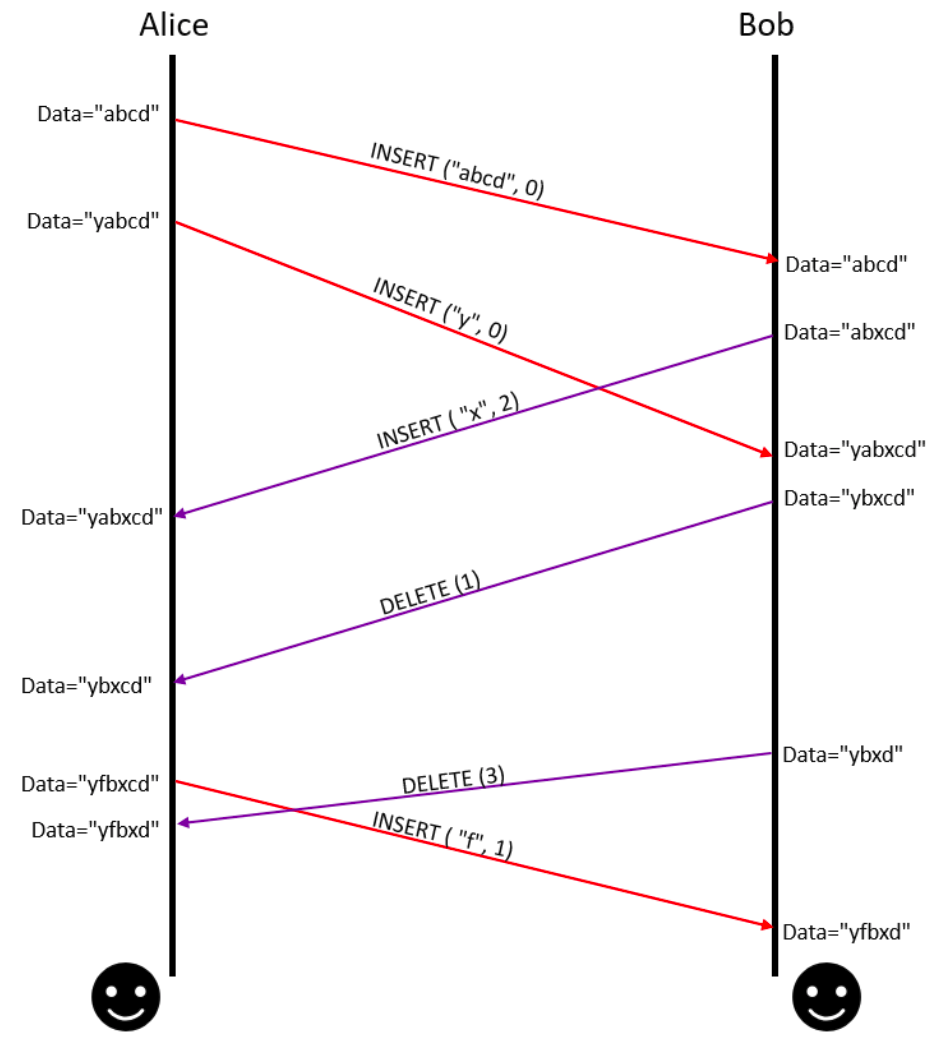 Alice
Bob
Data="abcd"
INSERT ("abcd", 0)
Data="yabcd"
Data="abcd"
INSERT ("y", 0)
Data="abxcd"
INSERT ( "x", 2)
Data="yabxcd"
Data="ybxcd"
Data="yabxcd"
DELETE (1)
Data="ybxcd"
Data="ybxd"
Data="yfbxcd"
DELETE (3)
Data="yfbxd"
INSERT ( "f", 1)
Data="yfbxd"